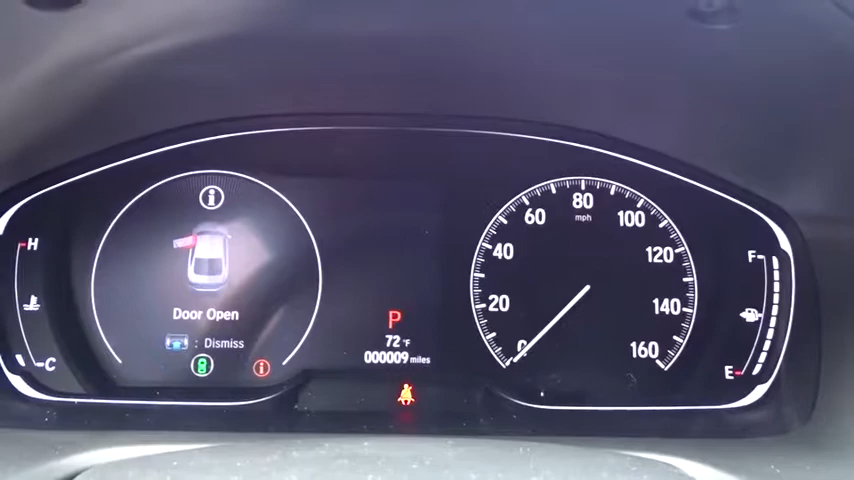 i
Door Open
: Dismiss
i
H
C
P
72 °F
000009 miles
0
20
40
60
80
mph
100
120
140
160
F
E